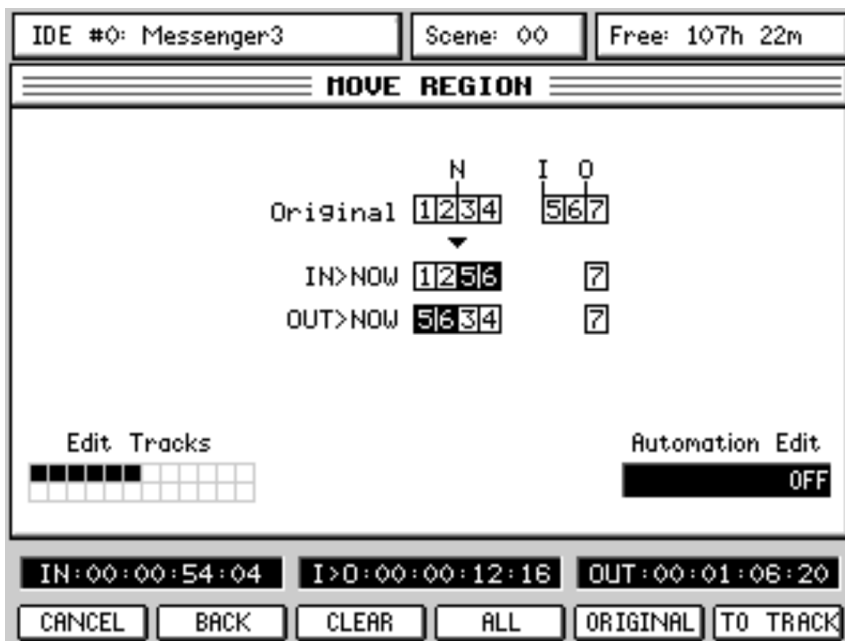 IDE #0: Messenger3 Scene: 00 Free: 107h 22m
MOVE REGION
N I O
Original 1234 567
IN>NOW 1256 7
OUT>NOW 5634 7
Edit Tracks Automation Edit
OFF
IN:00:00:54:04 I>O:00:00:12:16 OUT:00:01:06:20
CANCEL BACK CLEAR ALL ORIGINAL TO TRACK